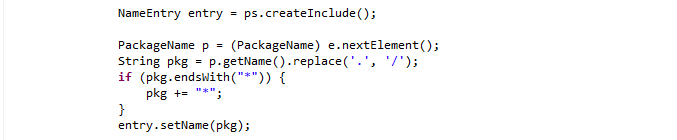 NameEntry entry = ps.createInclude();
PackageName p = (PackageName) e.nextElement();
String pkg = p.getName().replace('.', '/');
if (pkg.endsWith("*")) {
pkg += "*";
}
entry.setName(pkg);